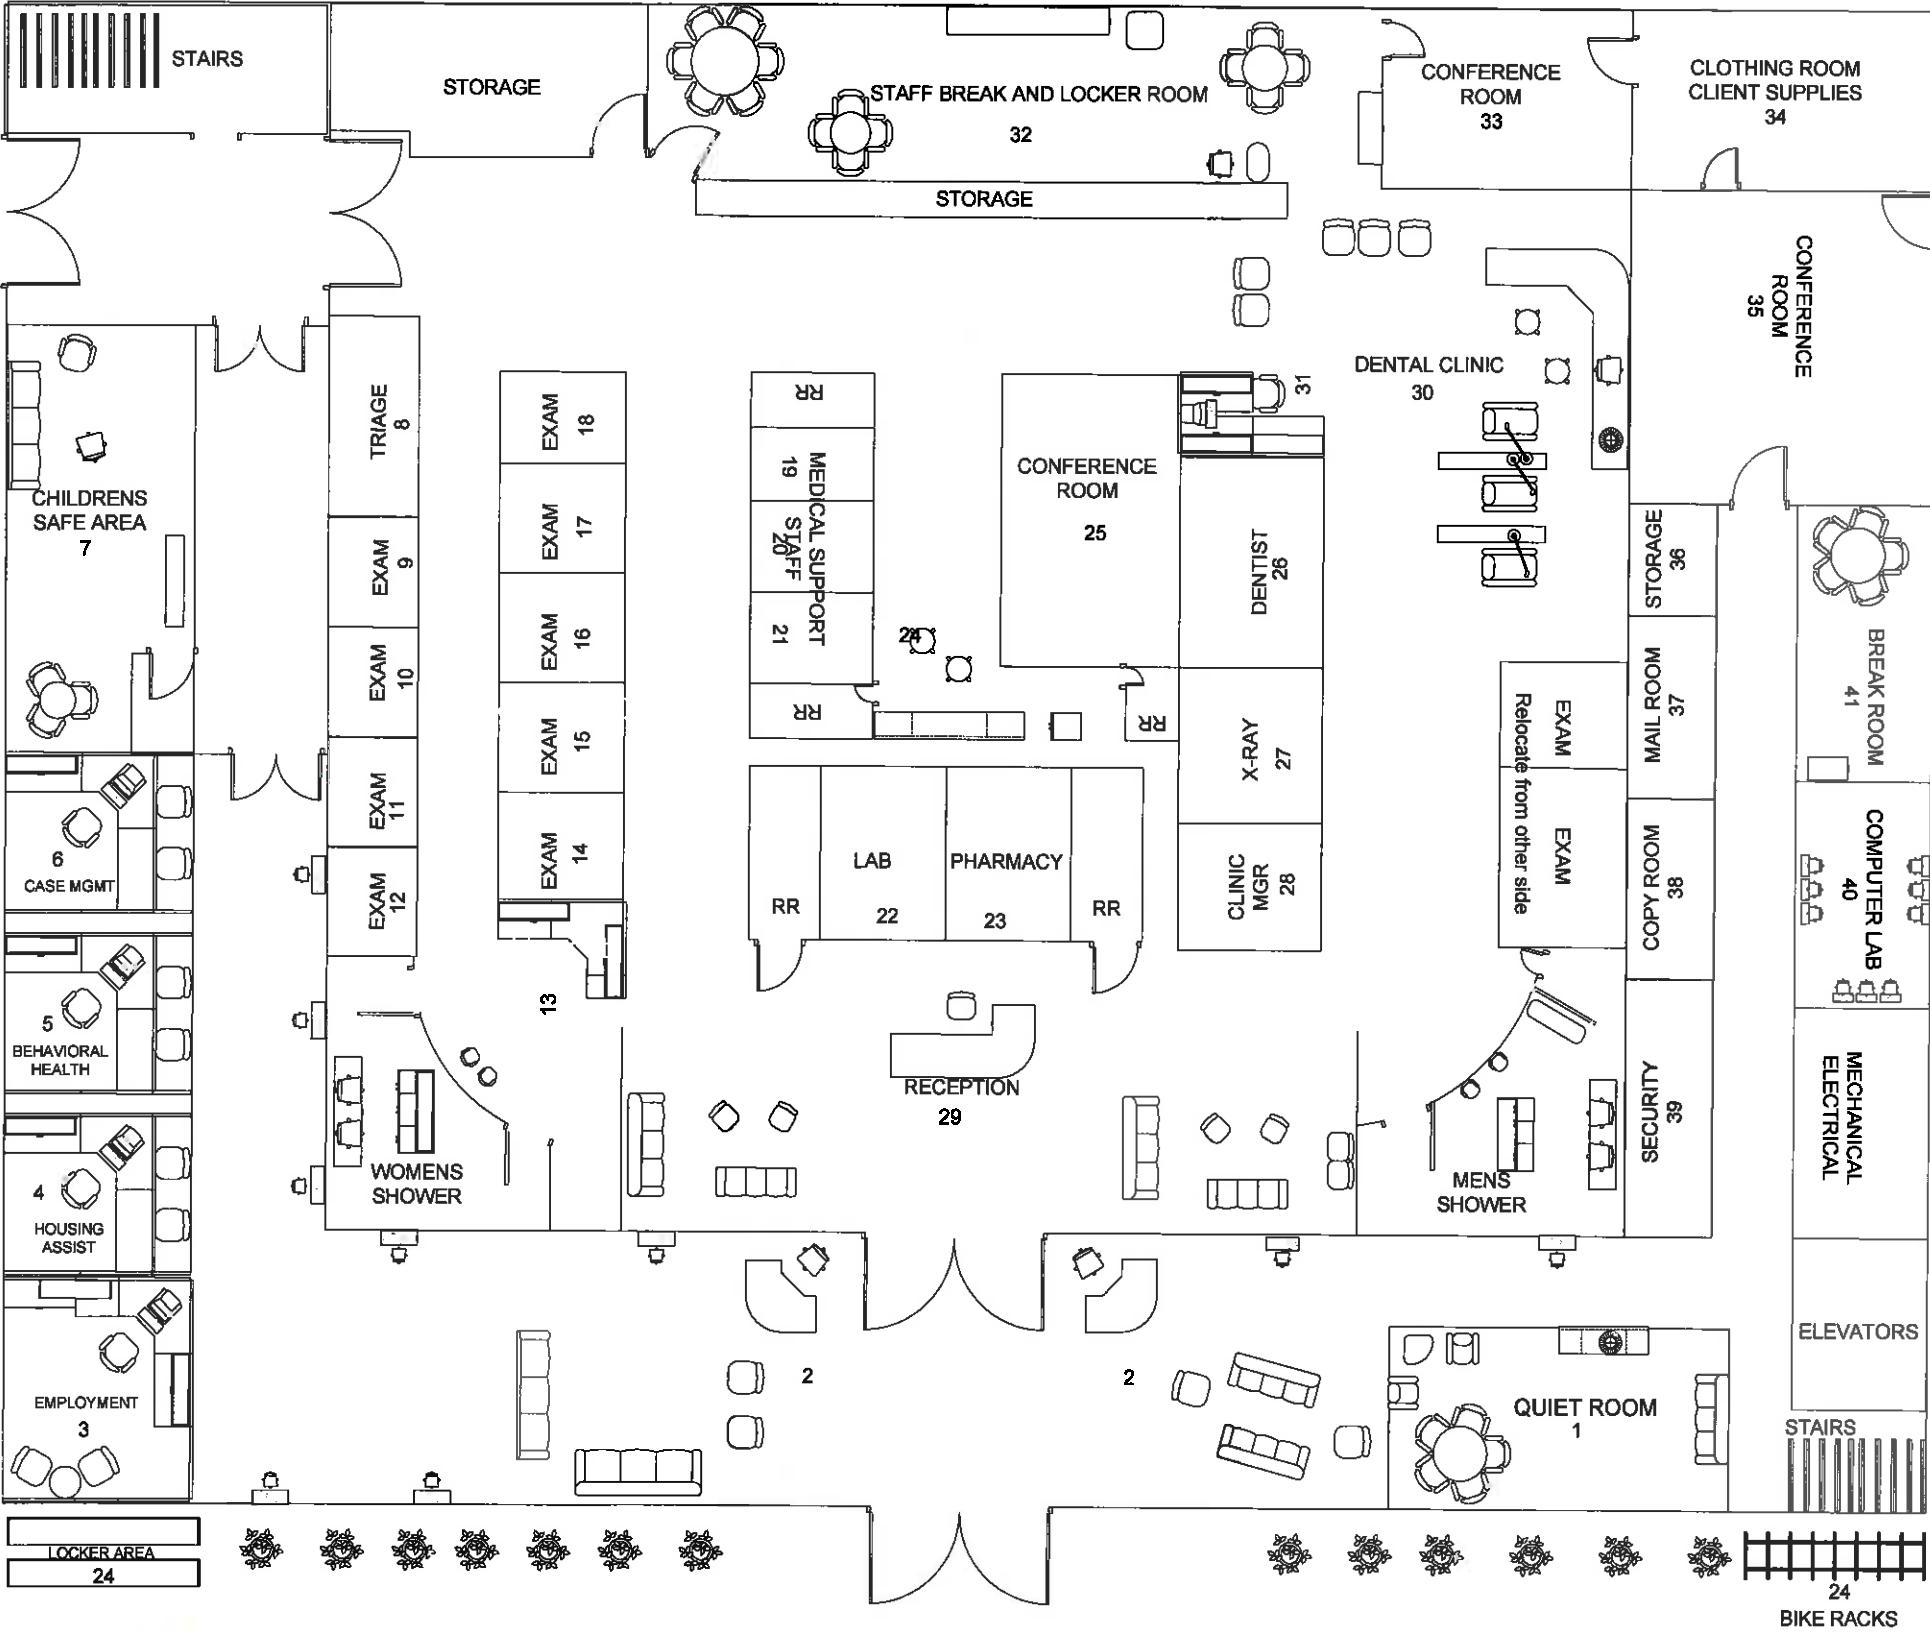 STAIRS
STORAGE
STAFF BREAK AND LOCKER ROOM
32
STORAGE
CONFERENCE
ROOM
33
CLOTHING ROOM
CLIENT SUPPLIES
34
CONFERENCE
ROOM
35
CHILDRENS
SAFE AREA
7
TRIAGE
8
EXAM
9
EXAM
10
EXAM
11
EXAM
12
EXAM
18
EXAM
17
EXAM
16
EXAM
15
EXAM
14
13
RR
MEDICAL SUPPORT
STAFF
19
20
21
RR
24
CONFERENCE
ROOM
25
RR
31
DENTIST
26
X-RAY
27
CLINIC
MGR
28
DENTAL CLINIC
30
EXAM
EXAM
Relocate from other side
STORAGE
36
MAIL ROOM
37
COPY ROOM
38
SECURITY
39
BREAK ROOM
41
COMPUTER LAB
40
MECHANICAL
ELECTRICAL
ELEVATORS
STAIRS
6
CASE MGMT
5
BEHAVIORAL
HEALTH
4
HOUSING
ASSIST
EMPLOYMENT
3
RR
LAB
22
PHARMACY
23
RR
RECEPTION
29
WOMENS
SHOWER
MENS
SHOWER
2
2
QUIET ROOM
1
LOCKER AREA
24
24
BIKE RACKS